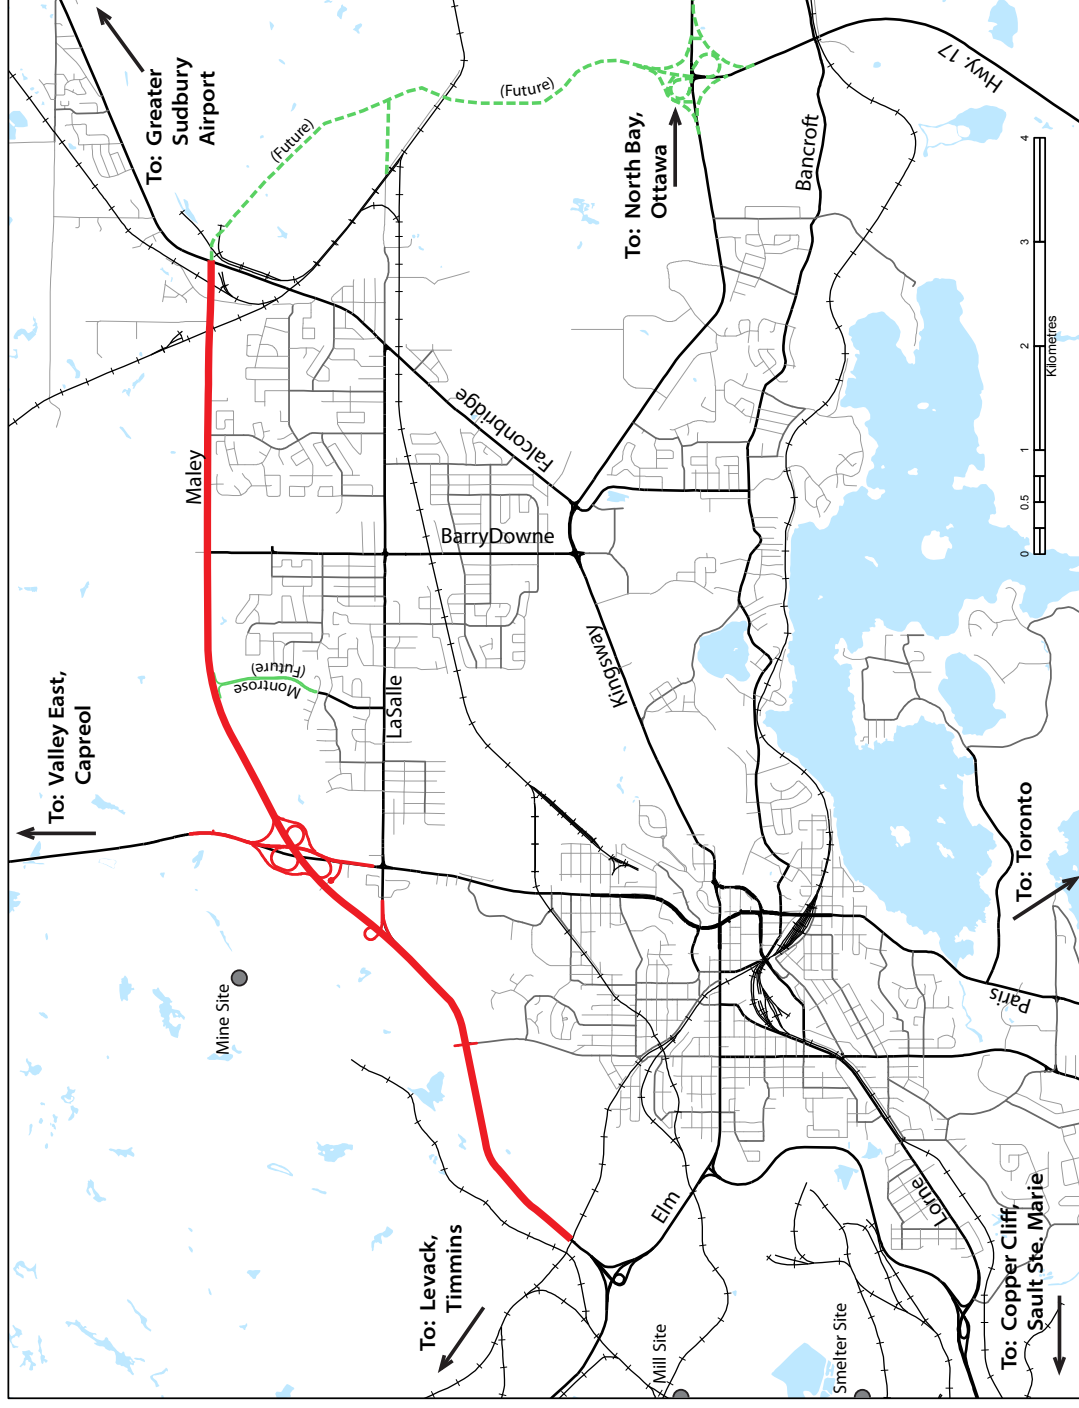 To: Greater
Sudbury
Airport
(Future)
(Future)
Hwy. 17
To: North Bay,
Ottawa
Bancroft
4
3
2
1
0.5
0
Kilometres
Maley
Falconbridge
BarryDowne
Kingsway
Montrose
(Future)
LaSalle
To: Valley East,
Capreol
Mine Site
To: Toronto
Paris
Elm
Lorne
To: Levack,
Timmins
Mill Site
Smelter Site
To: Copper Cliff,
Sault Ste. Marie